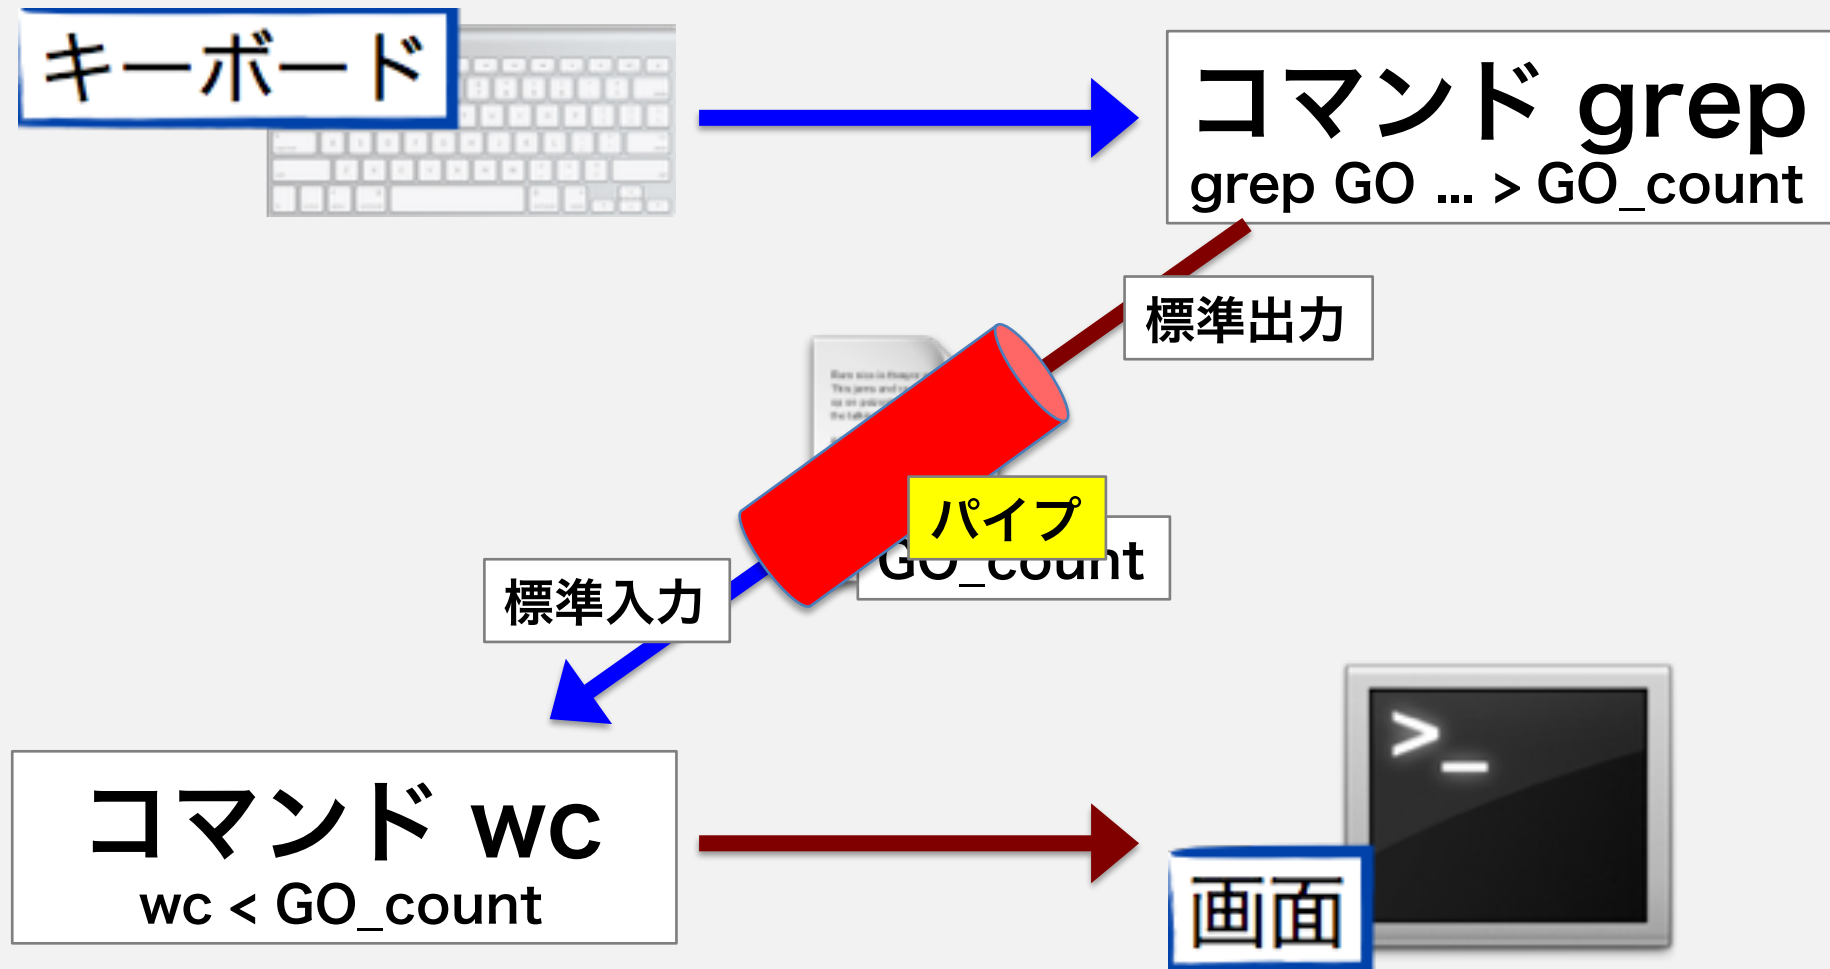 キーボード
コマンド grep
grep GO ... > GO_count
標準出力
パイプ
GO_count
標準入力
コマンド wc
wc < GO_count
>_
画面